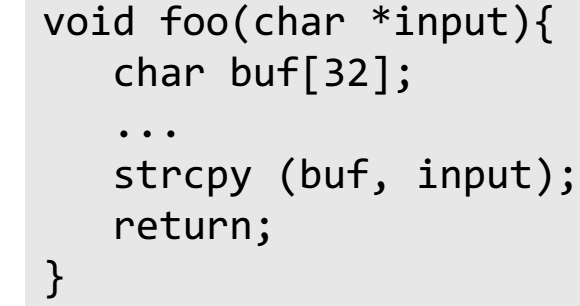 void foo(char *input){
   char buf[32];
   ...
   strcpy (buf, input);
   return;
}